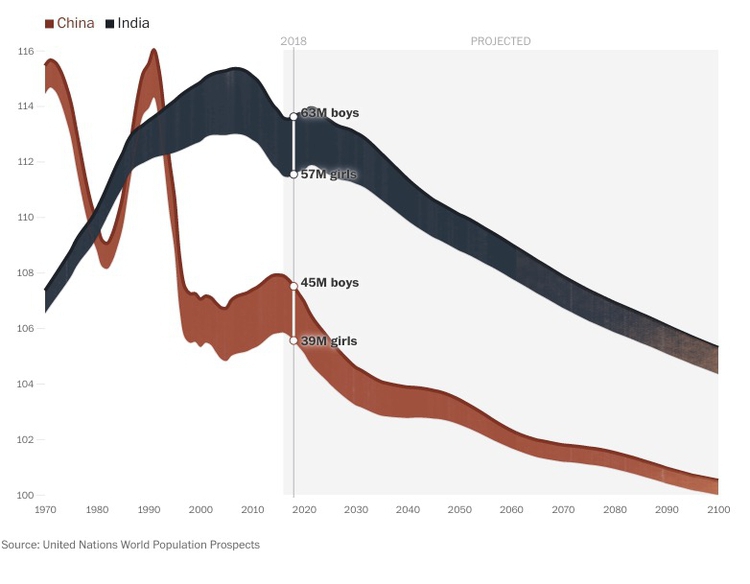 China India
2018 PROJECTED
116
114
63M boys
112
57M girls
110
108
45M boys
106
39M girls
104
102
100
1970 1980 1990 2000 2010 2020 2030 2040 2050 2060 2070 2080 2090 2100
Source: United Nations World Population Prospects